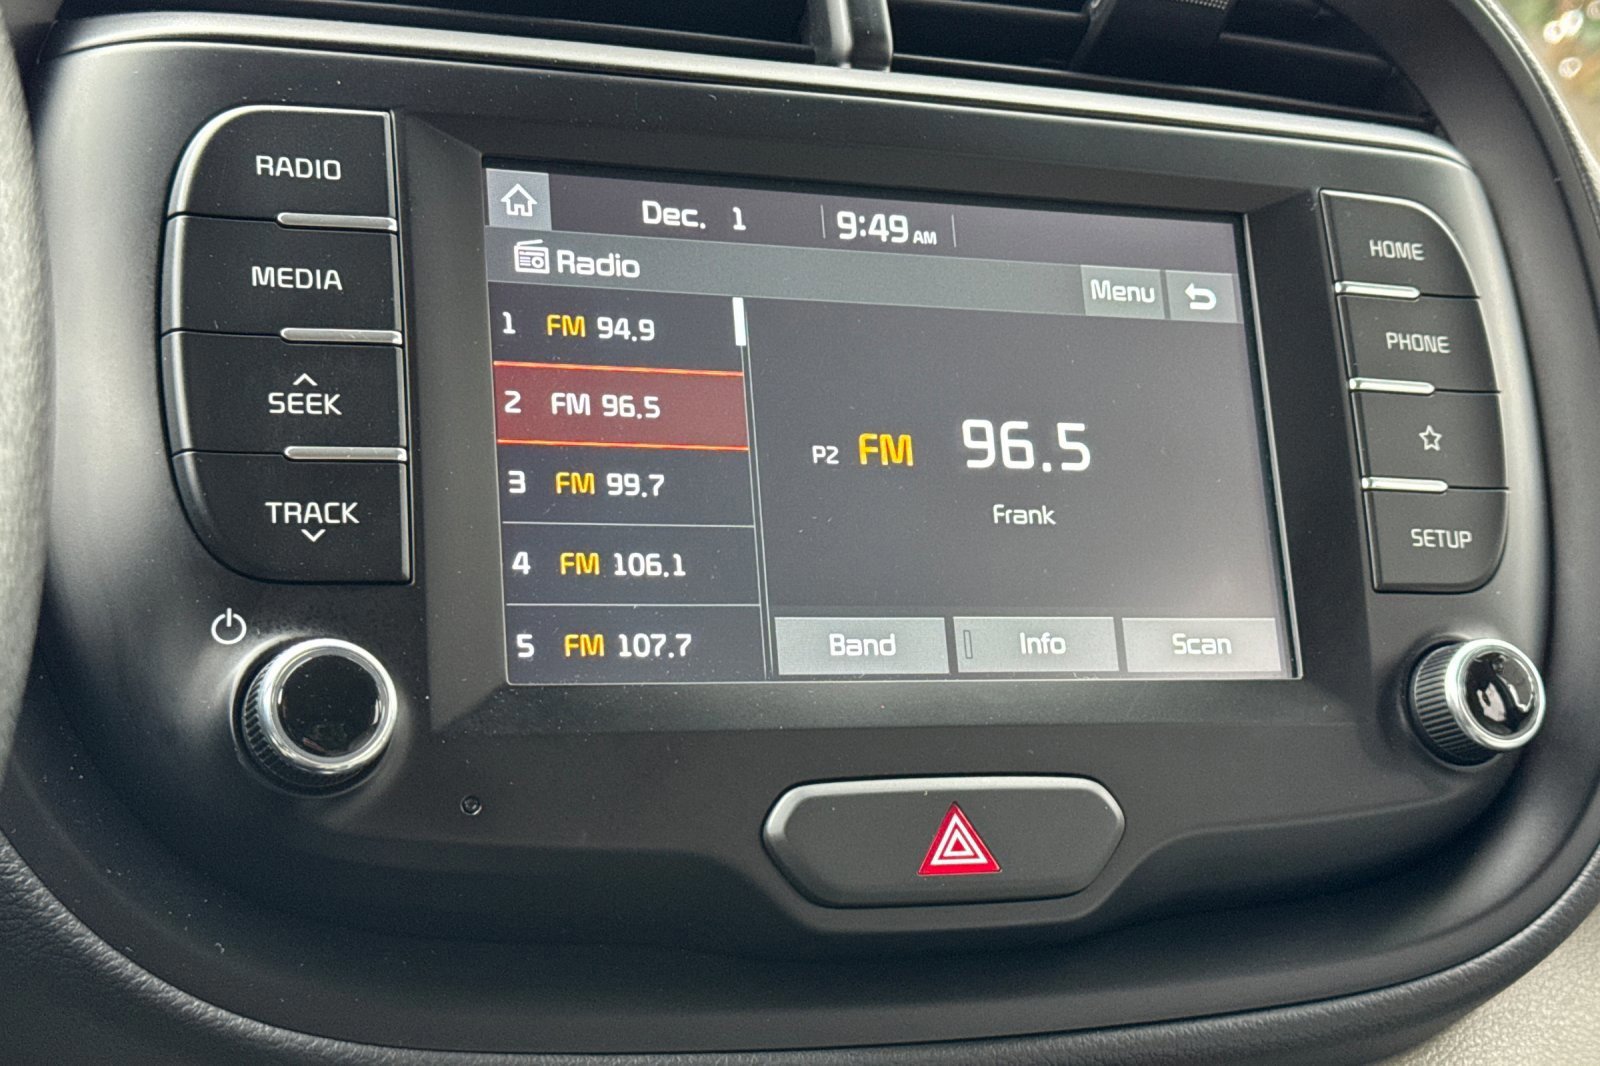 RADIO
MEDIA
SEEK
TRACK
Dec. 1
9:49 AM
Radio
Menu
1 FM 94.9
2 FM 96.5
3 FM 99.7
4 FM 106.1
5 FM 107.7
P2 FM 96.5
Frank
Band
Info
Scan
HOME
PHONE
SETUP